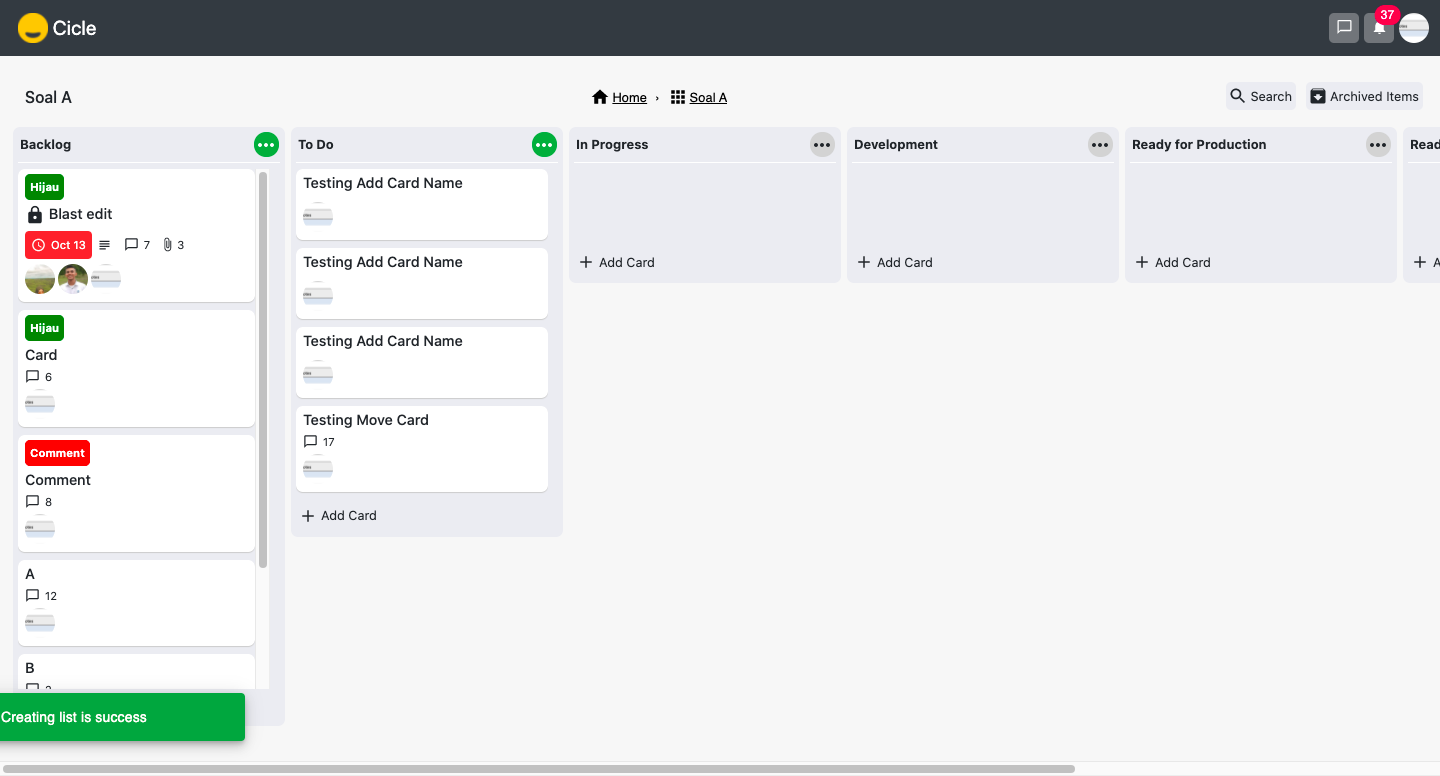 Cicle
37
Soal A
Home › Soal A
Search
Archived Items
Backlog
Hijau
Blast edit
Oct 13
7
3
Hijau
Card
6
Comment
Comment
8
A
12
B
To Do
Testing Add Card Name
Testing Add Card Name
Testing Add Card Name
Testing Move Card
17
Add Card
In Progress
Add Card
Development
Add Card
Ready for Production
Add Card
Read
A
Creating list is success